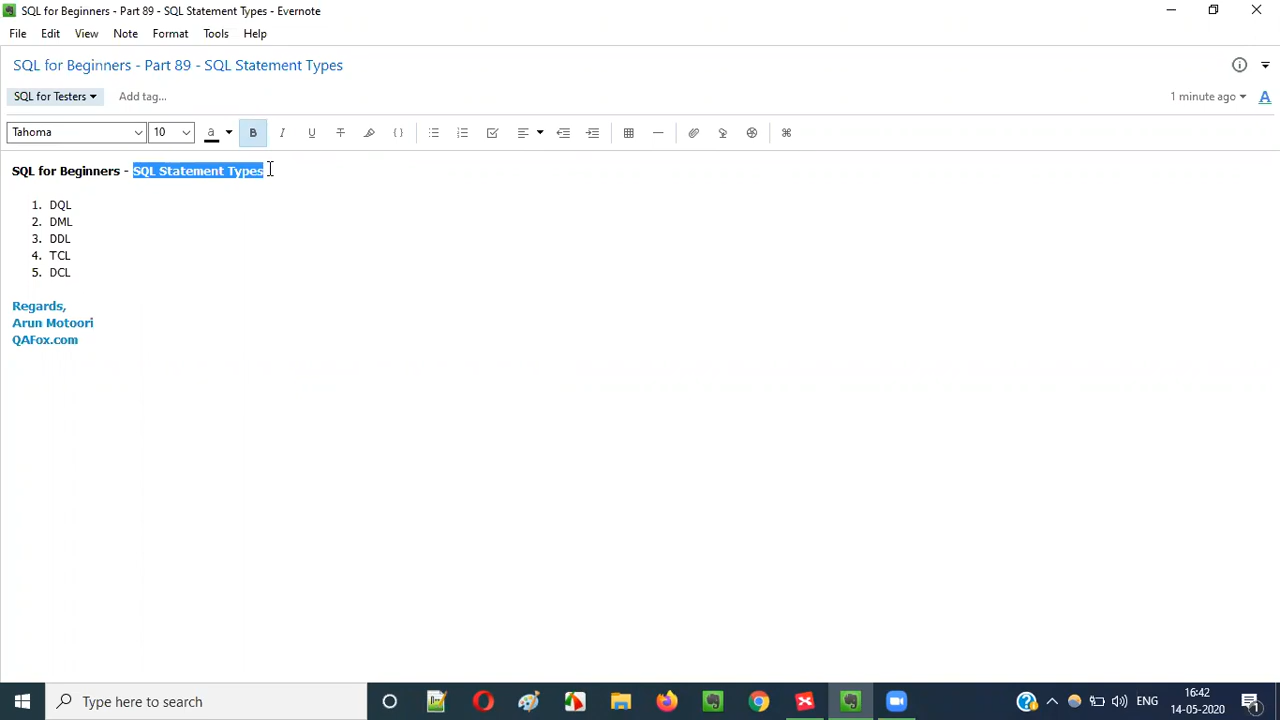 SQL for Beginners - Part 89 - SQL Statement Types - Evernote
File Edit View Note Format Tools Help
SQL for Beginners - Part 89 - SQL Statement Types
SQL for Testers Add tag... 1 minute ago
Tahoma 10 a B I U T
SQL for Beginners - SQL Statement Types
1. DQL
2. DML
3. DDL
4. TCL
5. DCL
Regards,
Arun Motoori
QAFox.com
Type here to search
ENG
16:42
14-05-2020